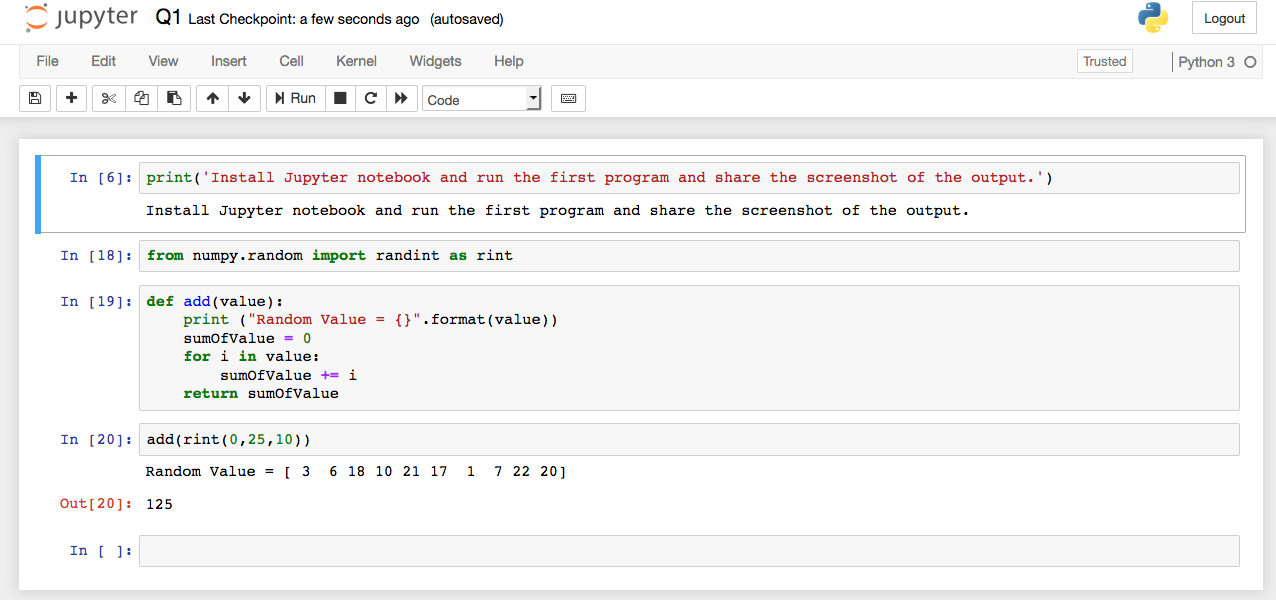 jupyter Q1 Last Checkpoint: a few seconds ago (autosaved) Logout
File Edit View Insert Cell Kernel Widgets Help Trusted Python 3
Run Code
In [6]: print('Install Jupyter notebook and run the first program and share the screenshot of the output.')
Install Jupyter notebook and run the first program and share the screenshot of the output.
In [18]: from numpy.random import randint as rint
In [19]: def add(value):
    print ("Random Value = {}".format(value))
    sumOfValue = 0
    for i in value:
        sumOfValue += i
    return sumOfValue
In [20]: add(rint(0,25,10))
Random Value = [ 3  6 18 10 21 17  1  7 22 20]
Out[20]: 125
In [ ]: